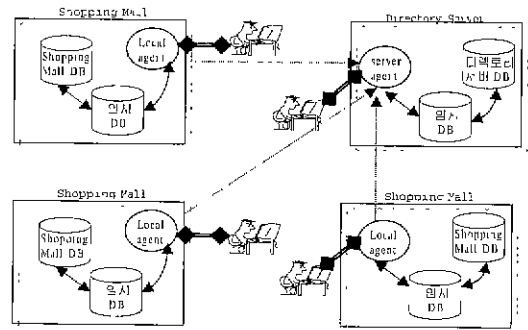 Shopping Mall
Shopping
Mall DB
Local
agent
임시
DB
Directory Server
server
agent
디렉토리
서버 DB
임시
DB
Shopping Mall
Shopping
Mall DB
Local
agent
임시
DB
Shopping Mall
Local
agent
Shopping
Mall DB
임시
DB